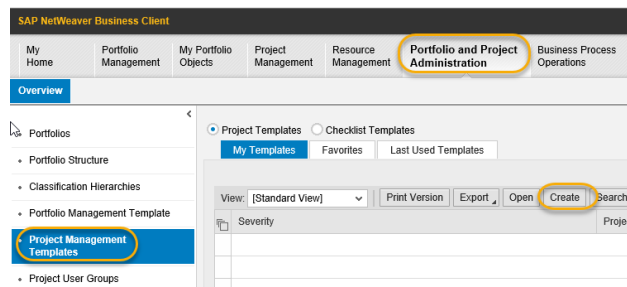 SAP NetWeaver Business Client
My Home
Portfolio Management
My Portfolio Objects
Project Management
Resource Management
Portfolio and Project Administration
Business Process Operations
Overview
Portfolios
Portfolio Structure
Classification Hierarchies
Portfolio Management Template
Project Management
Templates
Project User Groups
Project Templates Checklist Templates
My Templates Favorites Last Used Templates
View: [Standard View] Print Version Export Open Create Search
Severity Proje